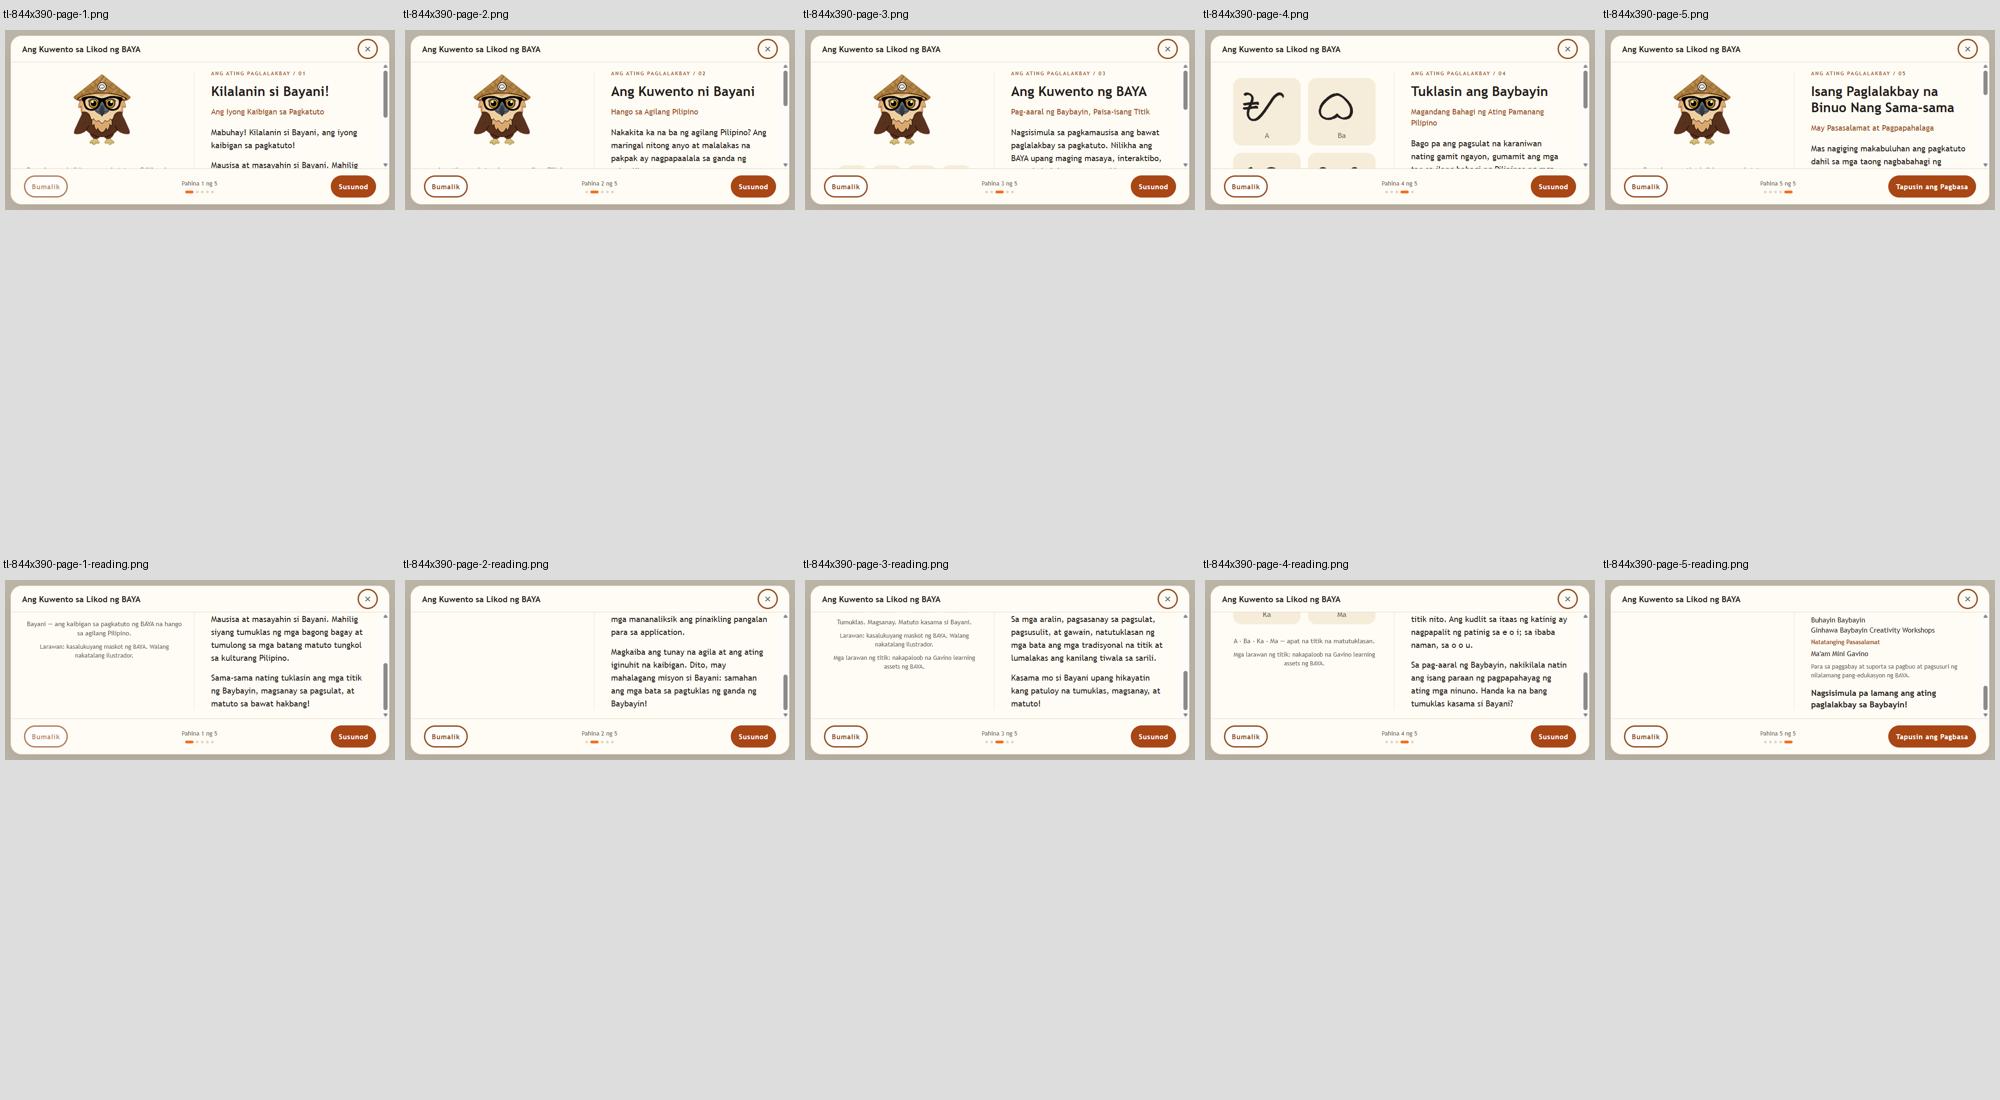 tl-844x390-page-1.png
Ang Kuwento sa Likod ng BAYA
ANG ATING PAGLALAKBAY / 01
Kilalanin si Bayani!
Ang Iyong Kaibigan sa Pagkatuto
Mabuhay! Kilalanin si Bayani, ang iyong
kaibigan sa pagkatuto!
Mausisa at masayahin si Bayani. Mahilig
Bumalik
Pahina 1 ng 5
Susunod
tl-844x390-page-2.png
Ang Kuwento sa Likod ng BAYA
ANG ATING PAGLALAKBAY / 02
Ang Kuwento ni Bayani
Hango sa Agilang Pilipino
Nakakita ka na ba ng agilang Pilipino? Ang
maringal nitong anyo at malalakas na
pakpak ay nagpapaalala sa ganda ng
Bumalik
Pahina 2 ng 5
Susunod
tl-844x390-page-3.png
Ang Kuwento sa Likod ng BAYA
ANG ATING PAGLALAKBAY / 03
Ang Kuwento ng BAYA
Pag-aaral ng Baybayin, Paisa-isang Titik
Nagsisimula sa pagkamausisa ang bawat
paglalakbay sa pagkatuto. Nilikha ang
BAYA upang maging masaya, interaktibo,
Bumalik
Pahina 3 ng 5
Susunod
tl-844x390-page-4.png
Ang Kuwento sa Likod ng BAYA
A
Ba
ANG ATING PAGLALAKBAY / 04
Tuklasin ang Baybayin
Magandang Bahagi ng Ating Pamanang
Pilipino
Bago pa ang pagsulat na karaniwan
nating gamit ngayon, gumamit ang mga
Bumalik
Pahina 4 ng 5
Susunod
tl-844x390-page-5.png
Ang Kuwento sa Likod ng BAYA
ANG ATING PAGLALAKBAY / 05
Isang Paglalakbay na
Binuo Nang Sama-sama
May Pasasalamat at Pagpapahalaga
Mas nagiging makabuluhan ang pagkatuto
dahil sa mga taong nagbabahagi ng
Bumalik
Pahina 5 ng 5
Tapusin ang Pagbasa
tl-844x390-page-1-reading.png
Ang Kuwento sa Likod ng BAYA
Bayani — ang kaibigan sa pagkatuto ng BAYA na hango
sa agilang Pilipino.
Larawan: kasalukuyang maskot ng BAYA. Walang
nakatalang ilustrador.
Mausisa at masayahin si Bayani. Mahilig
siyang tumuklas ng mga bagong bagay at
tumulong sa mga batang matuto tungkol
sa kulturang Pilipino.
Sama-sama nating tuklasin ang mga titik
ng Baybayin, magsanay sa pagsulat, at
matuto sa bawat hakbang!
Bumalik
Pahina 1 ng 5
Susunod
tl-844x390-page-2-reading.png
Ang Kuwento sa Likod ng BAYA
mga mananaliksik ang pinaikling pangalan
para sa application.
Magkaiba ang tunay na agila at ang ating
iginuhit na kaibigan. Dito, may
mahalagang misyon si Bayani: samahan
ang mga bata sa pagtuklas ng ganda ng
Baybayin!
Bumalik
Pahina 2 ng 5
Susunod
tl-844x390-page-3-reading.png
Ang Kuwento sa Likod ng BAYA
Tumuklas. Magsanay. Matuto kasama si Bayani.
Larawan: kasalukuyang maskot ng BAYA. Walang
nakatalang ilustrador.
Mga larawan ng titik: nakapaloob na Gavino learning
assets ng BAYA.
Sa mga aralin, pagsasanay sa pagsulat,
pagsusulit, at gawain, natutuklasan ng
mga bata ang mga tradisyonal na titik at
lumalakas ang kanilang tiwala sa sarili.
Kasama mo si Bayani upang hikayatin
kang patuloy na tumuklas, magsanay, at
matuto!
Bumalik
Pahina 3 ng 5
Susunod
tl-844x390-page-4-reading.png
Ang Kuwento sa Likod ng BAYA
Ka
Ma
A · Ba · Ka · Ma — apat na titik na matutuklasan.
Mga larawan ng titik: nakapaloob na Gavino learning
assets ng BAYA.
titik nito. Ang kudlit sa itaas ng katinig ay
nagpapalit ng patinig sa e o i; sa ibaba
naman, sa o o u.
Sa pag-aaral ng Baybayin, nakikilala natin
ang isang paraan ng pagpapahayag ng
ating mga ninuno. Handa ka na bang
tumuklas kasama si Bayani?
Bumalik
Pahina 4 ng 5
Susunod
tl-844x390-page-5-reading.png
Ang Kuwento sa Likod ng BAYA
Buhayin Baybayin
Ginhawa Baybayin Creativity Workshops
Natatanging Pasasalamat
Ma'am Mini Gavino
Para sa paggabay at suporta sa pagbuo at pagsusuri ng
nilalamang pang-edukasyon ng BAYA.
Nagsisimula pa lamang ang ating
paglalakbay sa Baybayin!
Bumalik
Pahina 5 ng 5
Tapusin ang Pagbasa